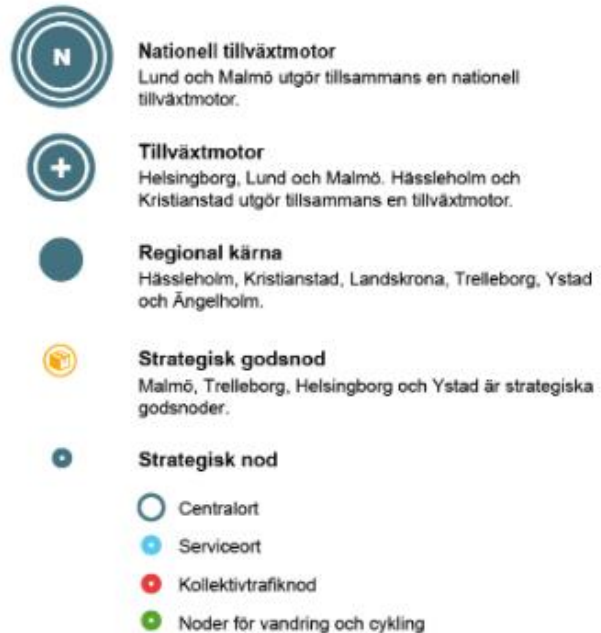 N
Nationell tillväxtmotor
Lund och Malmö utgör tillsammans en nationell
tillväxtmotor.
Tillväxtmotor
Helsingborg, Lund och Malmö. Hässleholm och
Kristianstad utgör tillsammans en tillväxtmotor.
Regional kärna
Hässleholm, Kristianstad, Landskrona, Trelleborg, Ystad
och Ängelholm.
Strategisk godsnod
Malmö, Trelleborg, Helsingborg och Ystad är strategiska
godsnoder.
Strategisk nod
Centralort
Serviceort
Kollektivtrafiknod
Noder för vandring och cykling